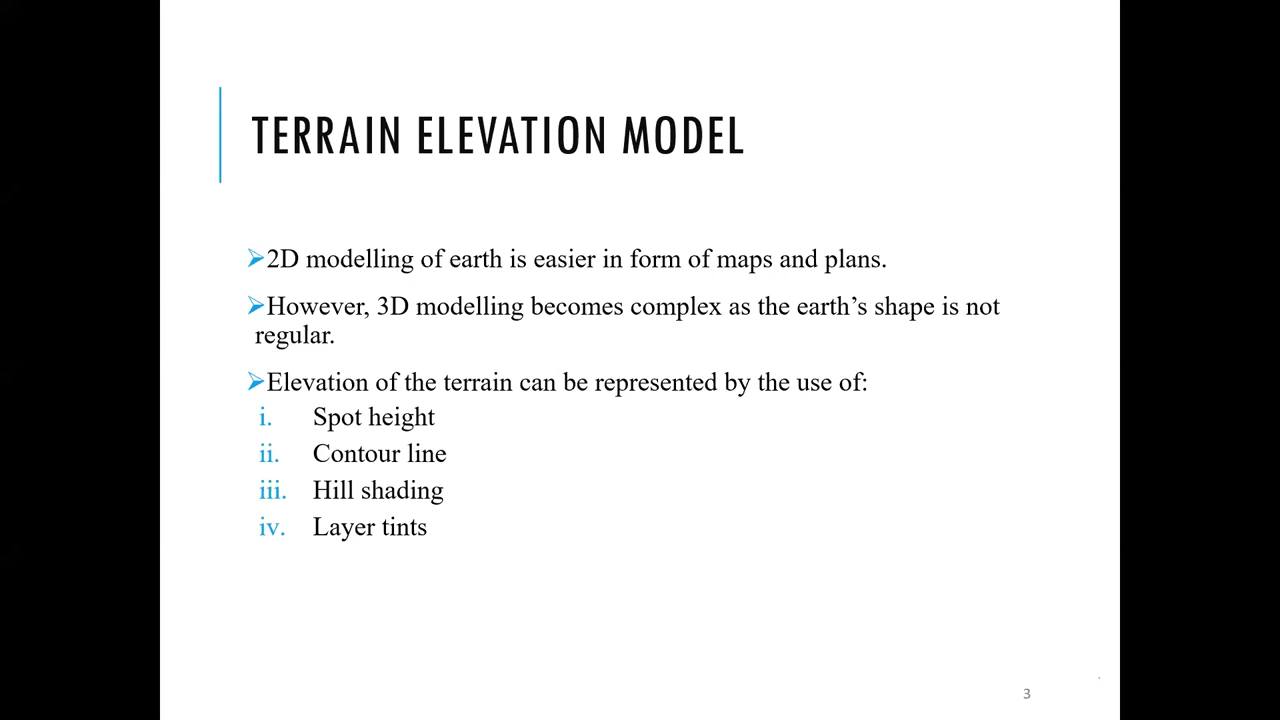 TERRAIN ELEVATION MODEL
➢2D modelling of earth is easier in form of maps and plans.
➢However, 3D modelling becomes complex as the earth’s shape is not
regular.
➢Elevation of the terrain can be represented by the use of:
i. Spot height
ii. Contour line
iii. Hill shading
iv. Layer tints
3